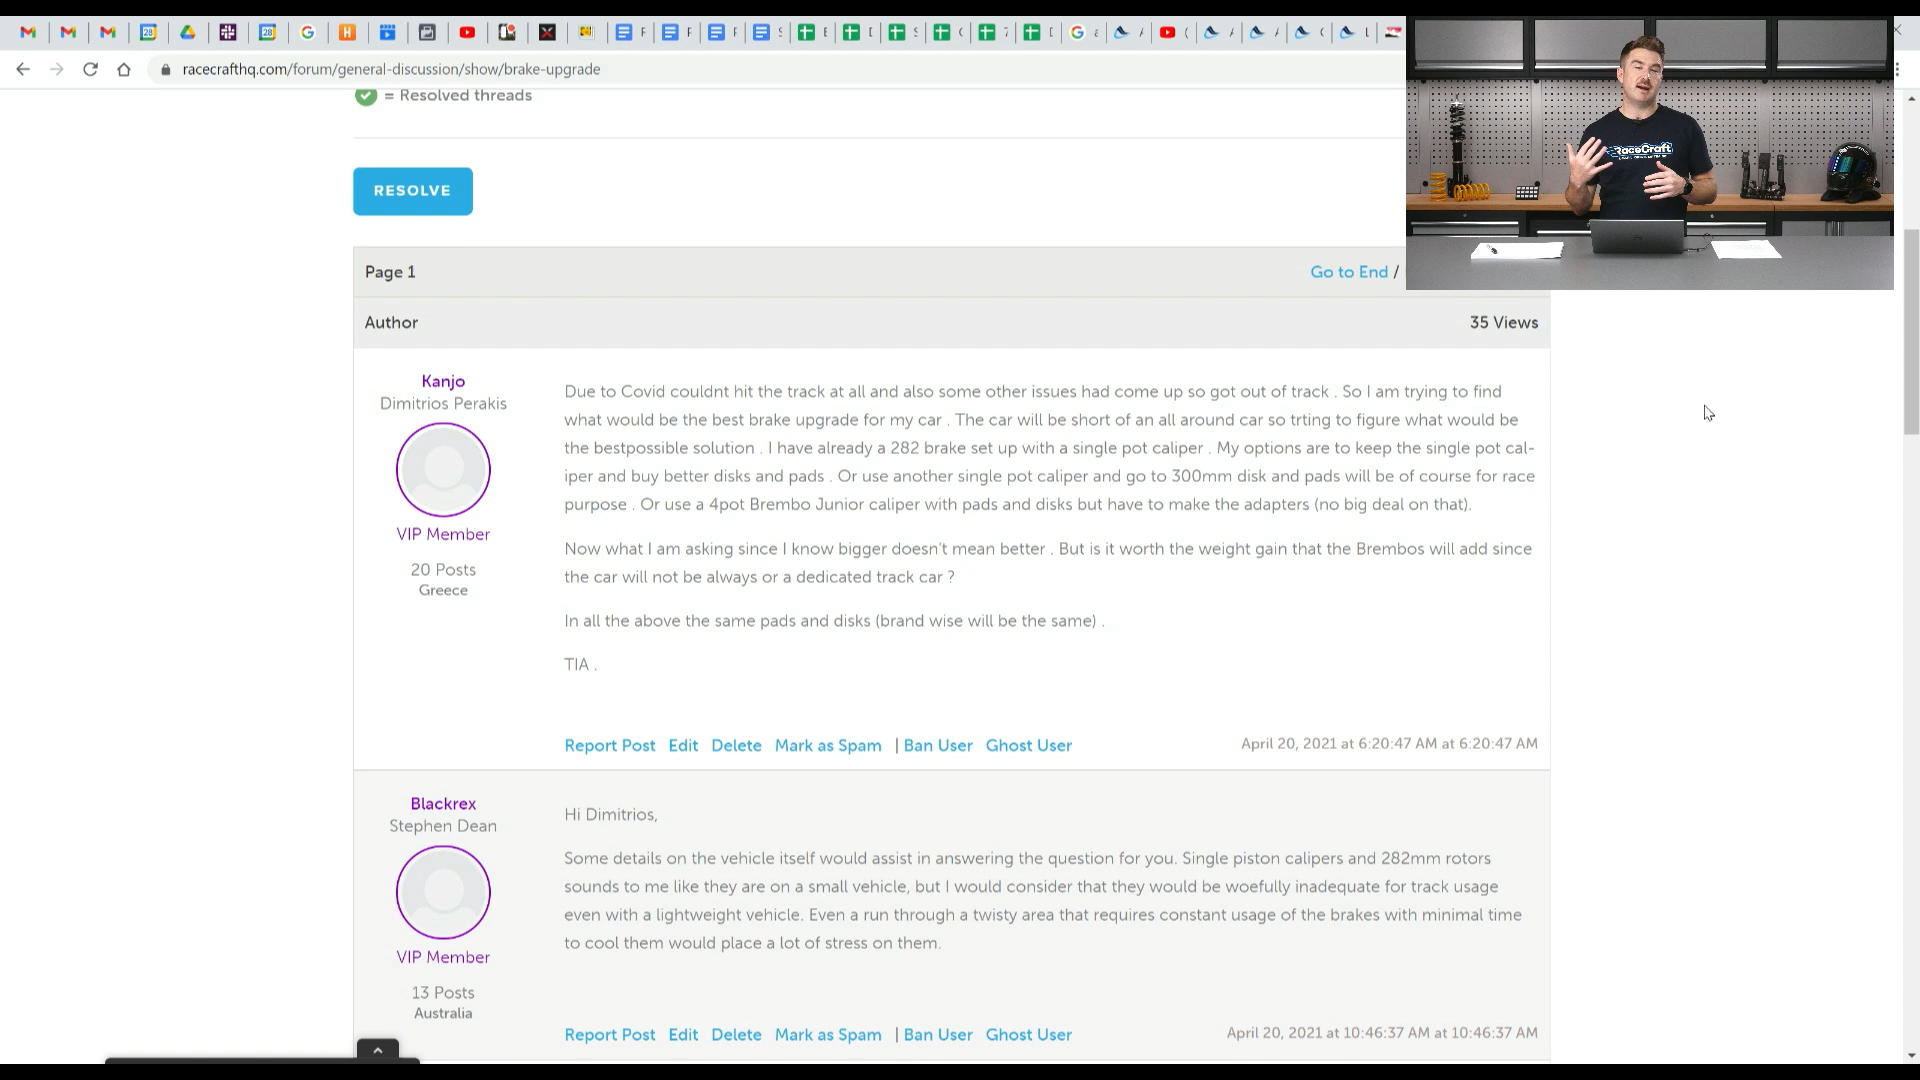 racecrafthq.com/forum/general-discussion/show/brake-upgrade
= Resolved threads
RESOLVE
RaceCraft
Page 1
Go to End /
Author
35 Views
Kanjo
Dimitrios Perakis
VIP Member
20 Posts
Greece
Due to Covid couldnt hit the track at all and also some other issues had come up so got out of track . So I am trying to find
what would be the best brake upgrade for my car . The car will be short of an all around car so trting to figure what would be
the bestpossible solution . I have already a 282 brake set up with a single pot caliper . My options are to keep the single pot cal-
iper and buy better disks and pads . Or use another single pot caliper and go to 300mm disk and pads will be of course for race
purpose . Or use a 4pot Brembo Junior caliper with pads and disks but have to make the adapters (no big deal on that).
Now what I am asking since I know bigger doesn't mean better . But is it worth the weight gain that the Brembos will add since
the car will not be always or a dedicated track car ?
In all the above the same pads and disks (brand wise will be the same) .
TIA .
Report Post Edit Delete Mark as Spam | Ban User Ghost User
April 20, 2021 at 6:20:47 AM at 6:20:47 AM
Blackrex
Stephen Dean
VIP Member
13 Posts
Australia
Hi Dimitrios,
Some details on the vehicle itself would assist in answering the question for you. Single piston calipers and 282mm rotors
sounds to me like they are on a small vehicle, but I would consider that they would be woefully inadequate for track usage
even with a lightweight vehicle. Even a run through a twisty area that requires constant usage of the brakes with minimal time
to cool them would place a lot of stress on them.
Report Post Edit Delete Mark as Spam | Ban User Ghost User
April 20, 2021 at 10:46:37 AM at 10:46:37 AM